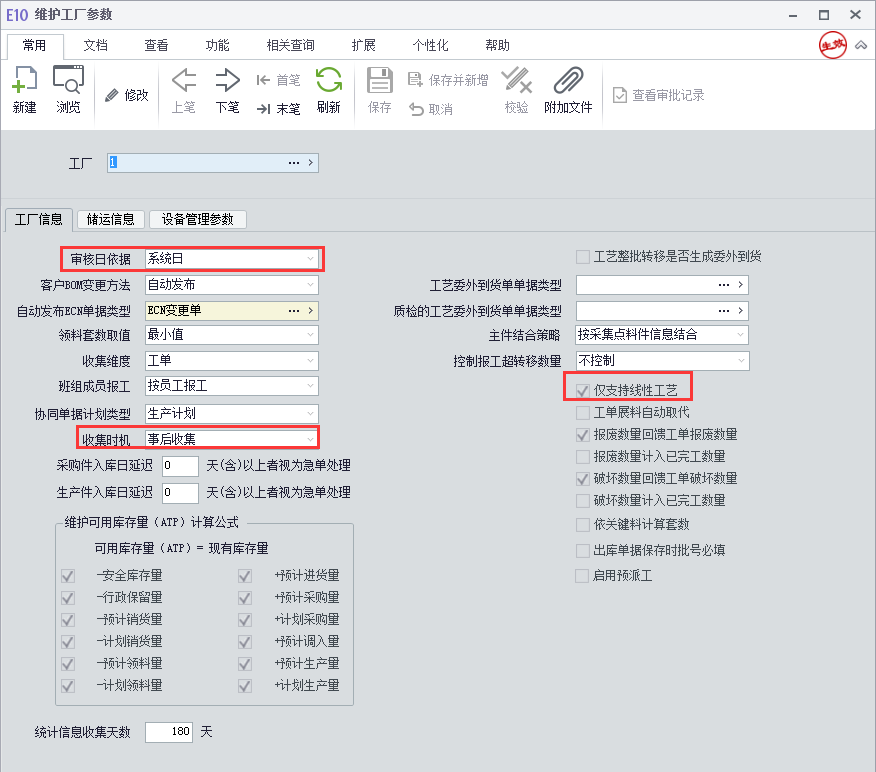 E10 维护工厂参数
常用 文档 查看 功能 相关查询 扩展 个性化 帮助 生效
新建 浏览 修改 上笔 下笔 首笔 末笔 刷新 保存 保存并新增 取消 校验 附加文件 查看审批记录
工厂 1
工厂信息 储运信息 设备管理参数
审核日依据 系统日 工艺整批转移是否生成委外到货
客户BOM变更方法 自动发布 工艺委外到货单单据类型
自动发布ECN单据类型 ECN变更单 质检的工艺委外到货单单据类型
领料套数取值 最小值 主件结合策略 按采集点料件信息结合
收集维度 工单 控制报工超转移数量 不控制
班组成员报工 按员工报工 仅支持线性工艺
协同单据计划类型 生产计划 工单展料自动取代
收集时机 事后收集 报废数量回馈工单报废数量
采购件入库日延迟 0 天(含)以上者视为急单处理 报废数量计入已完工数量
破坏数量回馈工单破坏数量
生产件入库日延迟 0 天(含)以上者视为急单处理 破坏数量计入已完工数量
维护可用库存量（ATP）计算公式 依关键料计算套数
可用库存量（ATP）= 现有库存量 出库单据保存时批号必填
-安全库存量 +预计进货量 启用预派工
-行政保留量 +预计采购量
-预计销货量 +计划采购量
-计划销货量 +预计调入量
-预计领料量 +预计生产量
-计划领料量 +计划生产量
统计信息收集天数 180 天